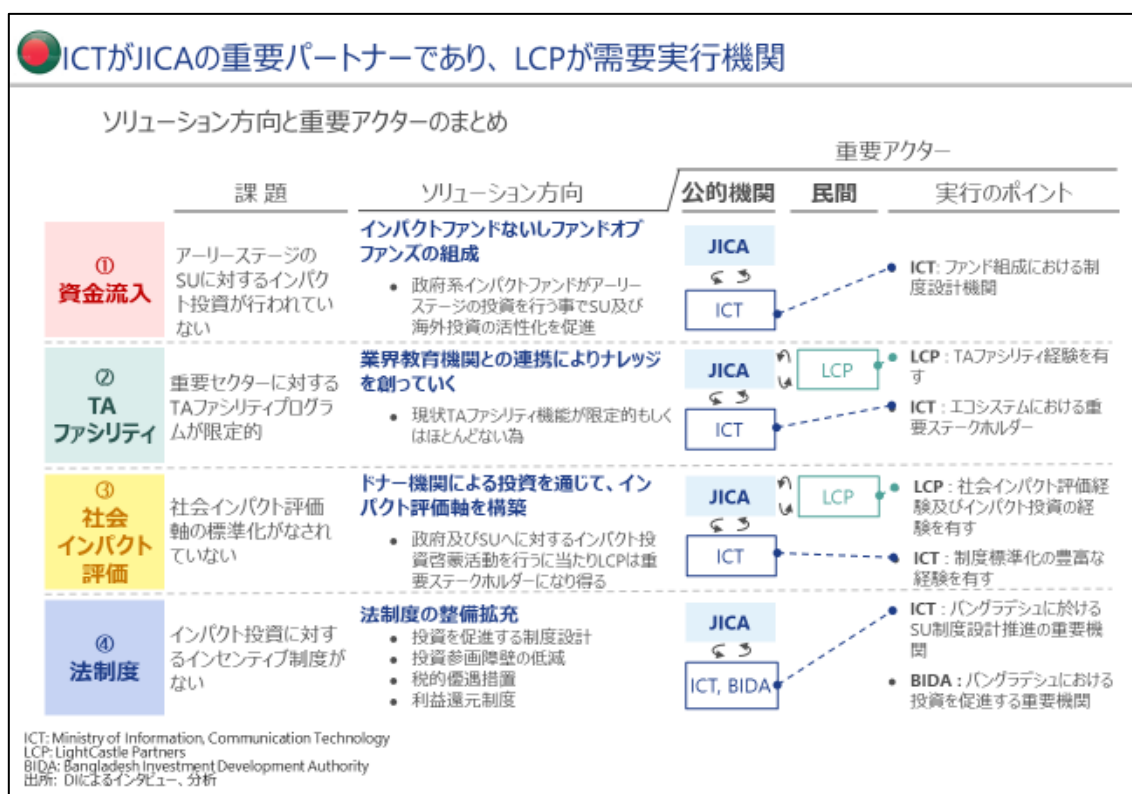 ICTがJICAの重要パートナーであり、LCPが需要実行機関
ソリューション方向と重要アクターのまとめ
重要アクター
課 題
ソリューション方向
公的機関
民間
実行のポイント
①
資金流入
アーリーステージの
SUに対するインパク
ト投資が行われてい
ない
インパクトファンドないしファンドオブ
ファンズの組成
• 政府系インパクトファンドがアーリー
ステージの投資を行う事でSU及び
海外投資の活性化を促進
JICA
ICT
• ICT: ファンド組成における制
度設計機関
②
TA
ファシリティ
重要セクターに対する
TAファシリティプログラ
ムが限定的
業界教育機関との連携によりナレッジ
を創っていく
• 現状TAファシリティ機能が限定的もしく
はほとんどない為
JICA
ICT
LCP
• LCP : TAファシリティ経験を有
す
• ICT : エコシステムにおける重
要ステークホルダー
③
社会
インパクト
評価
社会インパクト評価
軸の標準化がなされ
ていない
ドナー機関による投資を通じて、インパ
クト評価軸を構築
• 政府及びSUへに対するインパクト投
資啓蒙活動を行うに当たりLCPは重
要ステークホルダーになり得る
JICA
ICT
LCP
• LCP : 社会インパクト評価経
験及びインパクト投資の経
験を有す
• ICT : 制度標準化の豊富な
経験を有す
④
法制度
インパクト投資に対す
るインセンティブ制度が
ない
法制度の整備拡充
• 投資を促進する制度設計
• 投資参画障壁の低減
• 税的優遇措置
• 利益還元制度
JICA
ICT, BIDA
• ICT : バングラデシュに於ける
SU制度設計推進の重要機
関
• BIDA : バングラデシュにおける
投資を促進する重要機関
ICT: Ministry of Information, Communication Technology
LCP: LightCastle Partners
BIDA: Bangladesh Investment Development Authority
出所: DIによるインタビュー、分析